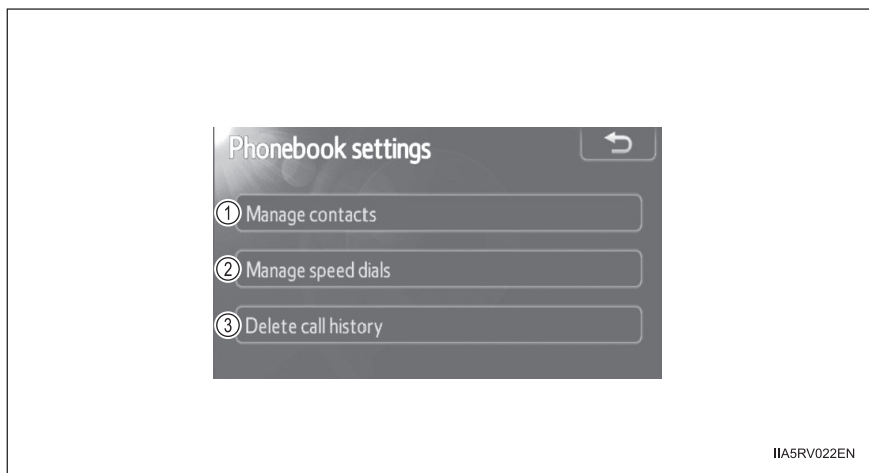 Phonebook settings
① Manage contacts
② Manage speed dials
③ Delete call history
IIA5RV022EN